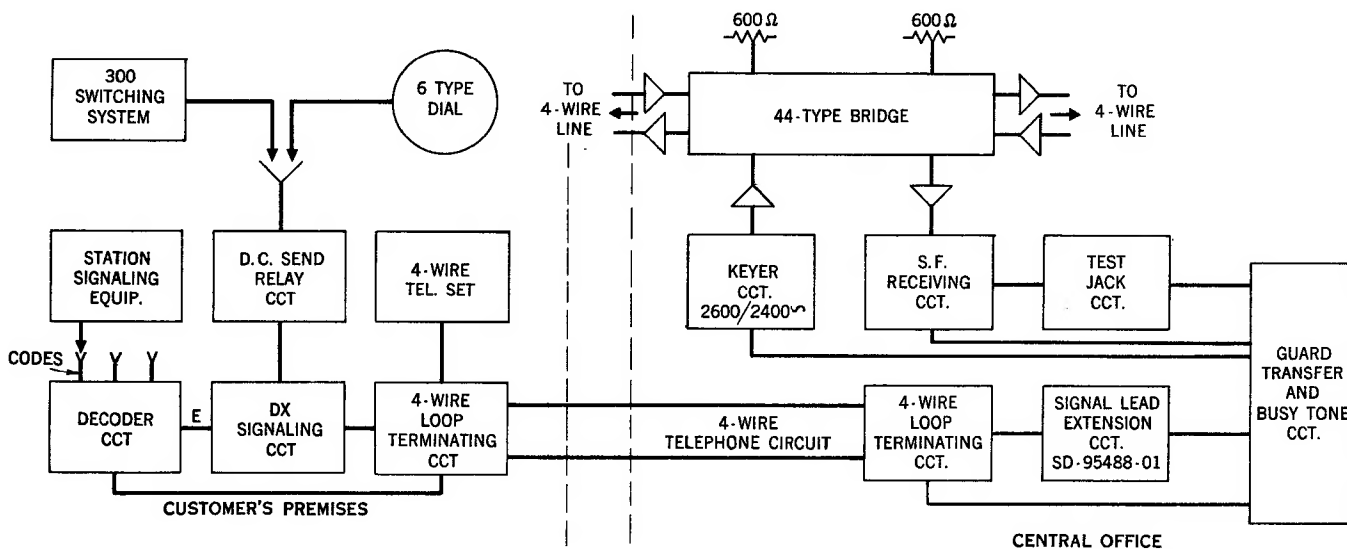 300
SWITCHING
SYSTEM
6 TYPE
DIAL
TO
4-WIRE
LINE
600Ω
600Ω
44-TYPE BRIDGE
TO
4-WIRE
LINE
STATION
SIGNALING
EQUIP.
D.C. SEND
RELAY
CCT
4-WIRE
TEL. SET
KEYER
CCT.
2600/2400∿
S.F.
RECEIVING
CCT.
TEST
JACK
CCT.
GUARD
TRANSFER
AND
BUSY TONE
CCT.
CODES
DECODER
CCT
E
DX
SIGNALING
CCT
4-WIRE
LOOP
TERMINATING
CCT
4-WIRE
TELEPHONE CIRCUIT
4-WIRE
LOOP
TERMINATING
CCT.
SIGNAL LEAD
EXTENSION
CCT.
SD-95488-01
CUSTOMER'S PREMISES
CENTRAL OFFICE